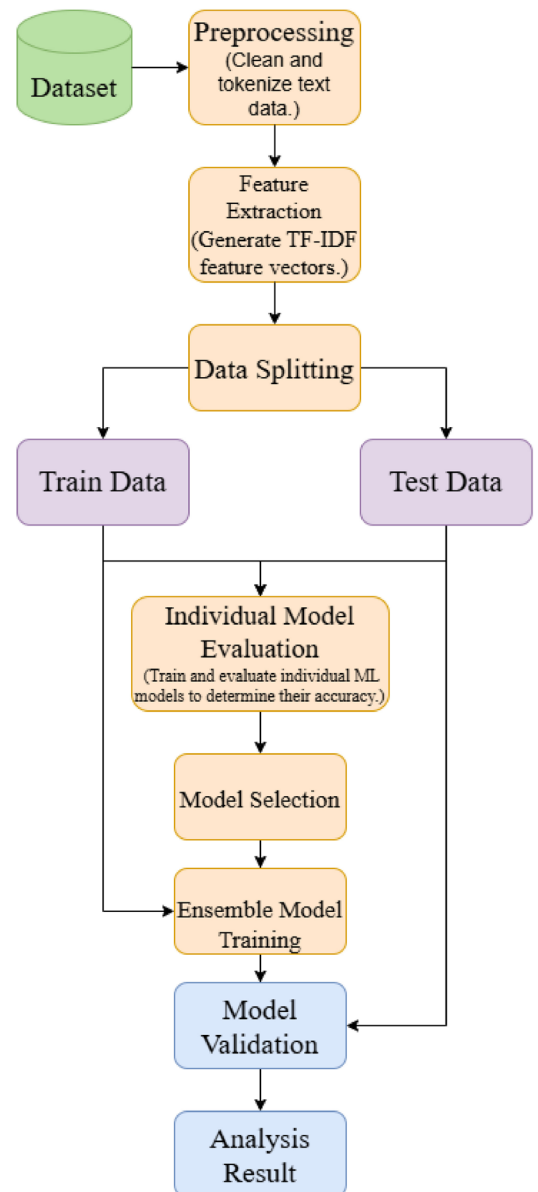 Dataset
Preprocessing
(Clean and
tokenize text
data.)
Feature
Extraction
(Generate TF-IDF
feature vectors.)
Data Splitting
Train Data
Test Data
Individual Model
Evaluation
(Train and evaluate individual ML
models to determine their accuracy.)
Model Selection
Ensemble Model
Training
Model
Validation
Analysis
Result